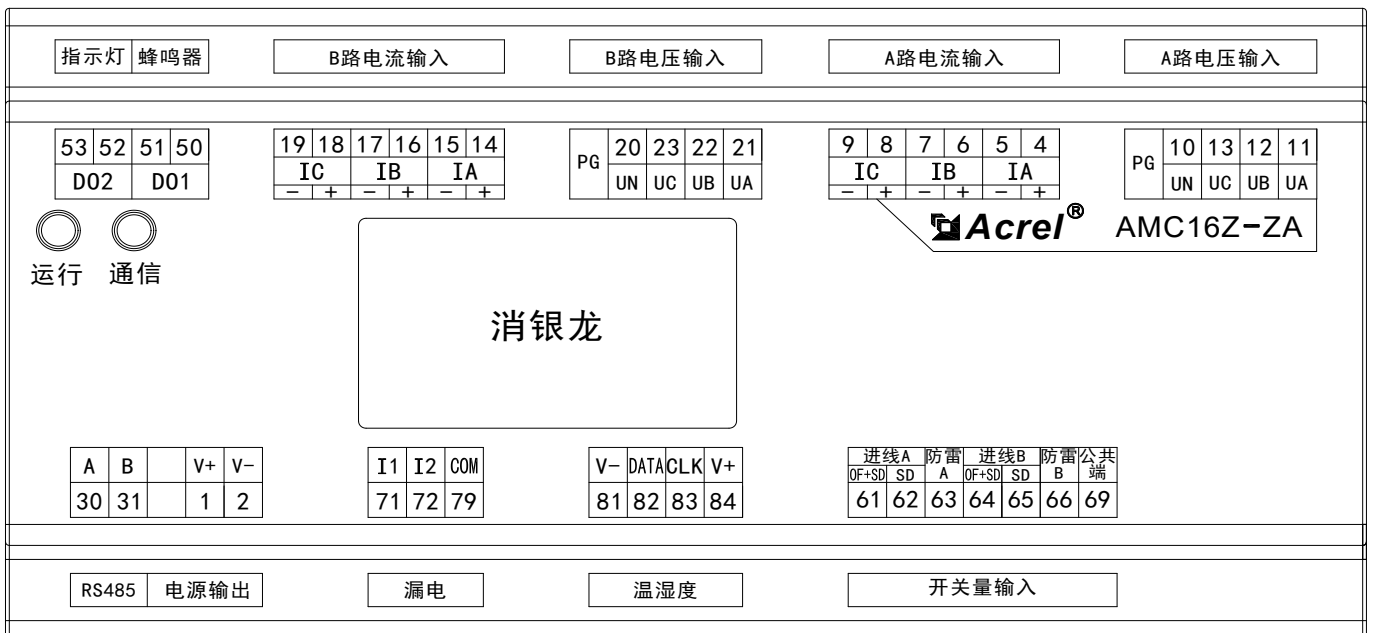 指示灯 蜂鸣器 B路电流输入 B路电压输入 A路电流输入 A路电压输入
53 52 51 50 19 18 17 16 15 14 PG 20 23 22 21 9 8 7 6 5 4 PG 10 13 12 11
DO2 DO1 IC IB IA UN UC UB UA IC IB IA UN UC UB UA
− + − + − + − + − + − +
Acrel® AMC16Z-ZA
运行 通信
消银龙
A B V+ V- I1 I2 COM V- DATA CLK V+ 进线A 防雷A 进线B 防雷B 公共端
OF+SD SD OF+SD SD
30 31 1 2 71 72 79 81 82 83 84 61 62 63 64 65 66 69
RS485 电源输出 漏电 温湿度 开关量输入